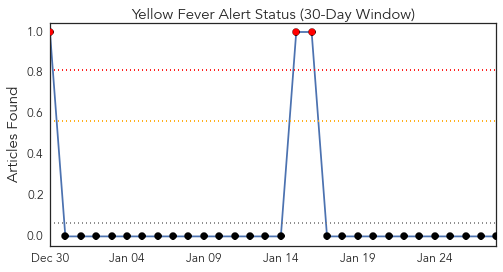 Yellow Fever Alert Status (30-Day Window)
Articles Found
1.0
0.8
0.6
0.4
0.2
0.0
Dec 30 Jan 04 Jan 09 Jan 14 Jan 19 Jan 24